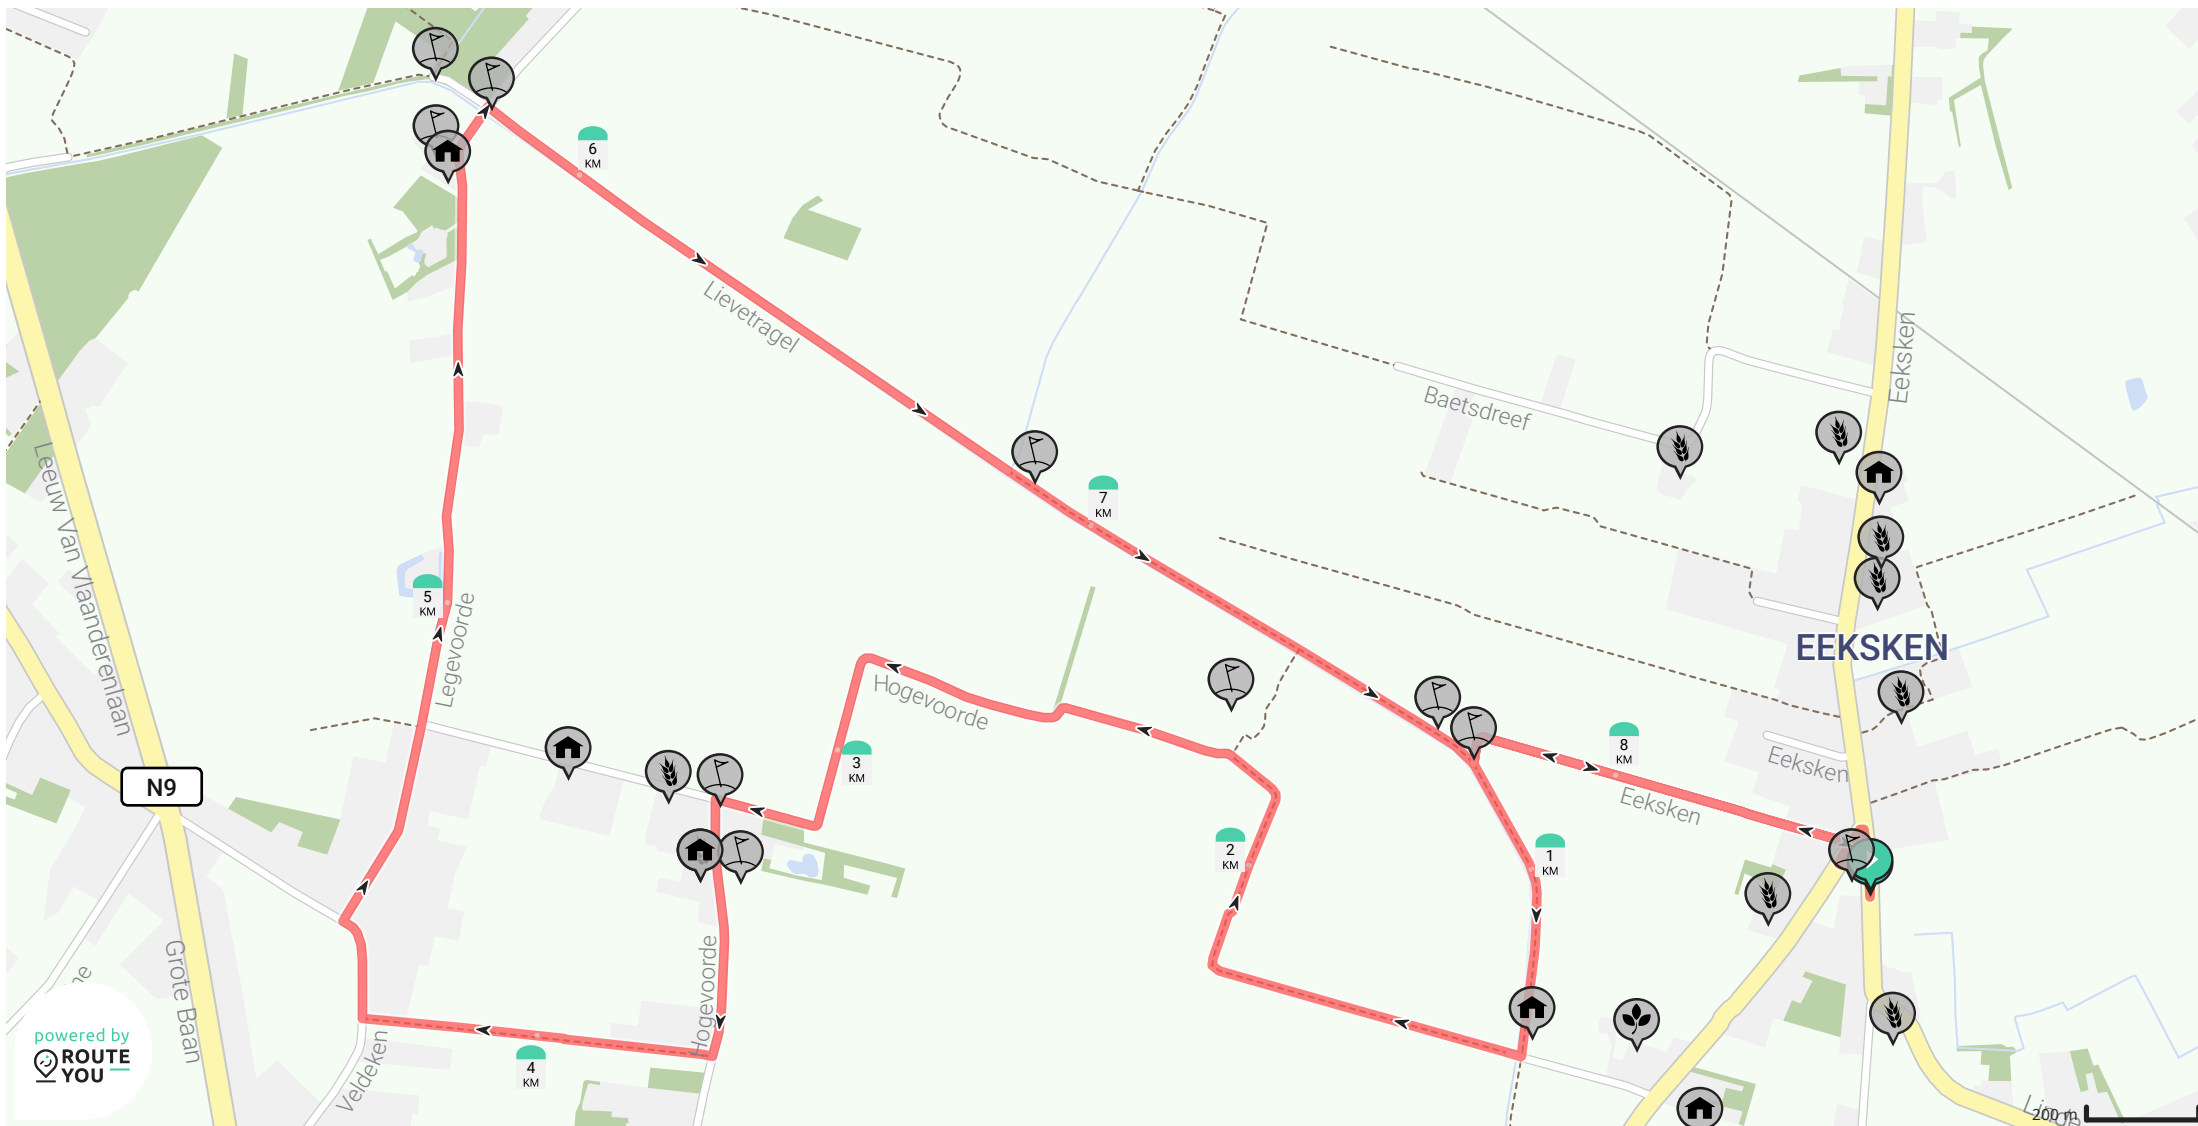 6
KM
Lievetragel
Eeksken
Baetsdreef
Leeuw Van Vlaanderenlaan
7
KM
5
KM
Legevoorde
EEKSKEN
Hogevoorde
3
KM
8
KM
Eeksken
Eeksken
N9
2
KM
1
KM
Hogevoorde
Grote Baan
4
KM
Veldeken
powered by
ROUTE
YOU
200 m